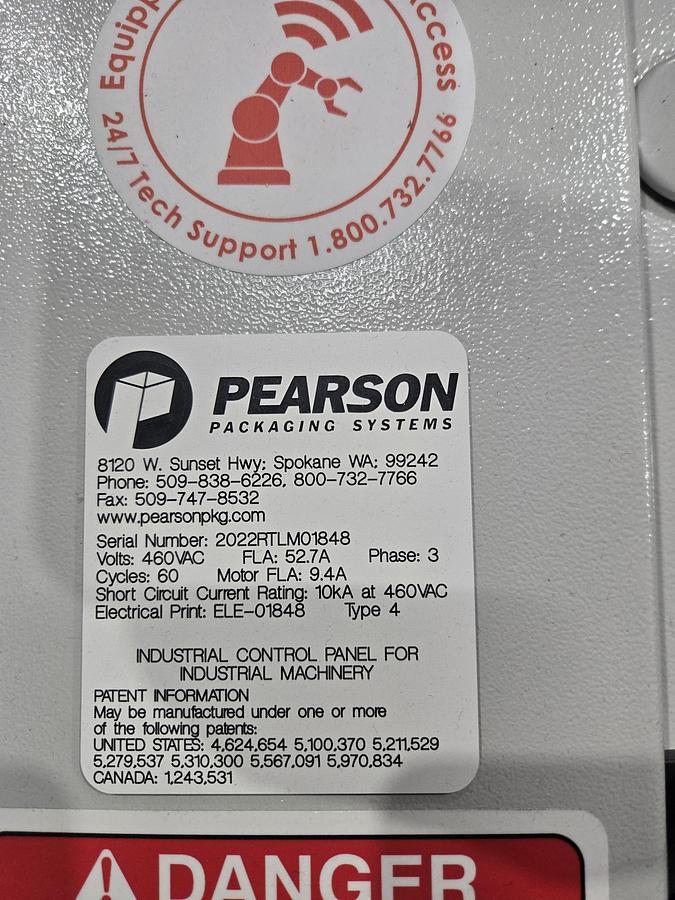 Equipp
Access
24/7 Tech Support 1.800.732.7766
PEARSON
PACKAGING SYSTEMS
8120 W. Sunset Hwy; Spokane WA; 99242
Phone: 509-838-6226, 800-732-7766
Fax: 509-747-8532
www.pearsonpkg.com
Serial Number: 2022RTLM01848
Volts: 460VAC FLA: 52.7A Phase: 3
Cycles: 60 Motor FLA: 9.4A
Short Circuit Current Rating: 10kA at 460VAC
Electrical Print: ELE-01848 Type 4
INDUSTRIAL CONTROL PANEL FOR
INDUSTRIAL MACHINERY
PATENT INFORMATION
May be manufactured under one or more
of the following patents:
UNITED STATES: 4,624,654 5,100,370 5,211,529
5,279,537 5,310,300 5,567,091 5,970,834
CANADA: 1,243,531
DANGER